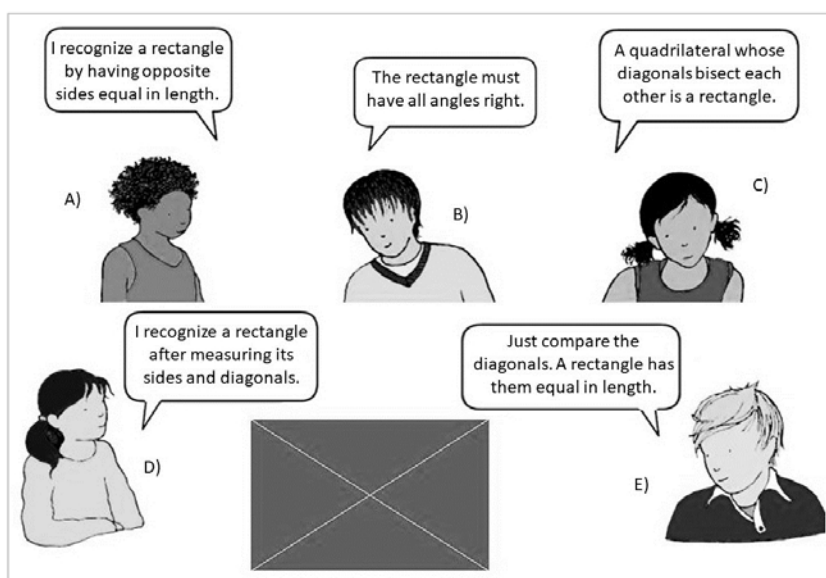 I recognize a rectangle
by having opposite
sides equal in length.
The rectangle must
have all angles right.
A quadrilateral whose
diagonals bisect each
other is a rectangle.
A)
B)
C)
I recognize a rectangle
after measuring its
sides and diagonals.
Just compare the
diagonals. A rectangle has
them equal in length.
D)
E)